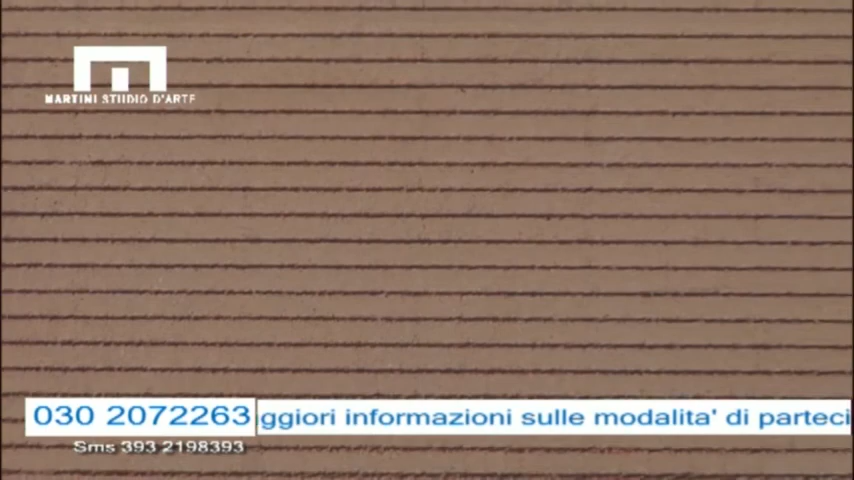 MARTINI STUDIO D'ARTE
030 2072263 ggiori informazioni sulle modalita' di parteci
Sms 393 2198393